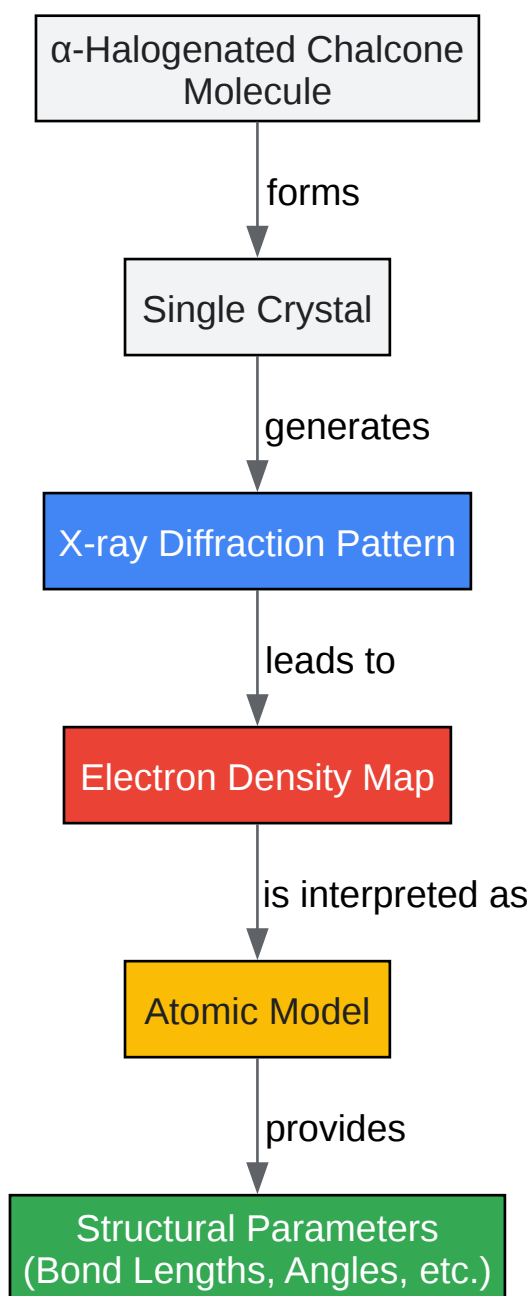 α-Halogenated Chalcone
Molecule
forms
Single Crystal
generates
X-ray Diffraction Pattern
leads to
Electron Density Map
is interpreted as
Atomic Model
provides
Structural Parameters
(Bond Lengths, Angles, etc.)